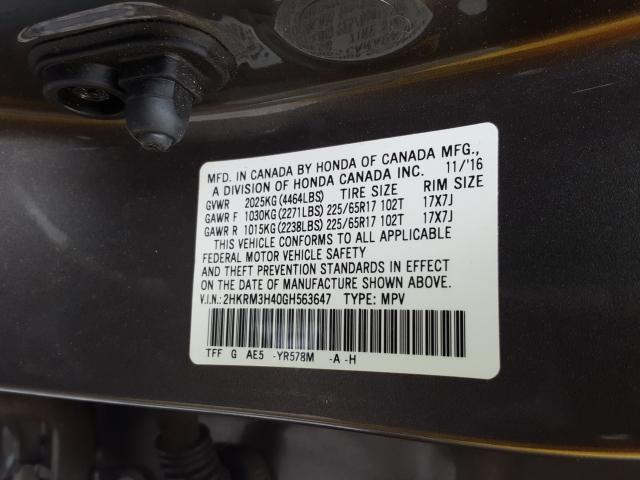 TIRE S
CANADA
MFD. IN CANADA BY HONDA OF CANADA MFG.,
A DIVISION OF HONDA CANADA INC. 11/'16
GVWR 2025KG(4464LBS) TIRE SIZE RIM SIZE
GAWR F 1030KG(2271LBS)225/65R17 102T 17X7J
GAWR R 1015KG(2238LBS)225/65R17 102T 17X7J
THIS VEHICLE CONFORMS TO ALL APPLICABLE
FEDERAL MOTOR VEHICLE SAFETY
AND THEFT PREVENTION STANDARDS IN EFFECT
ON THE DATE OF MANUFACTURE SHOWN ABOVE.
V.I.N.: 2HKRM3H40GH563647 TYPE: MPV
TFF G AE5 -YR578M -A -H